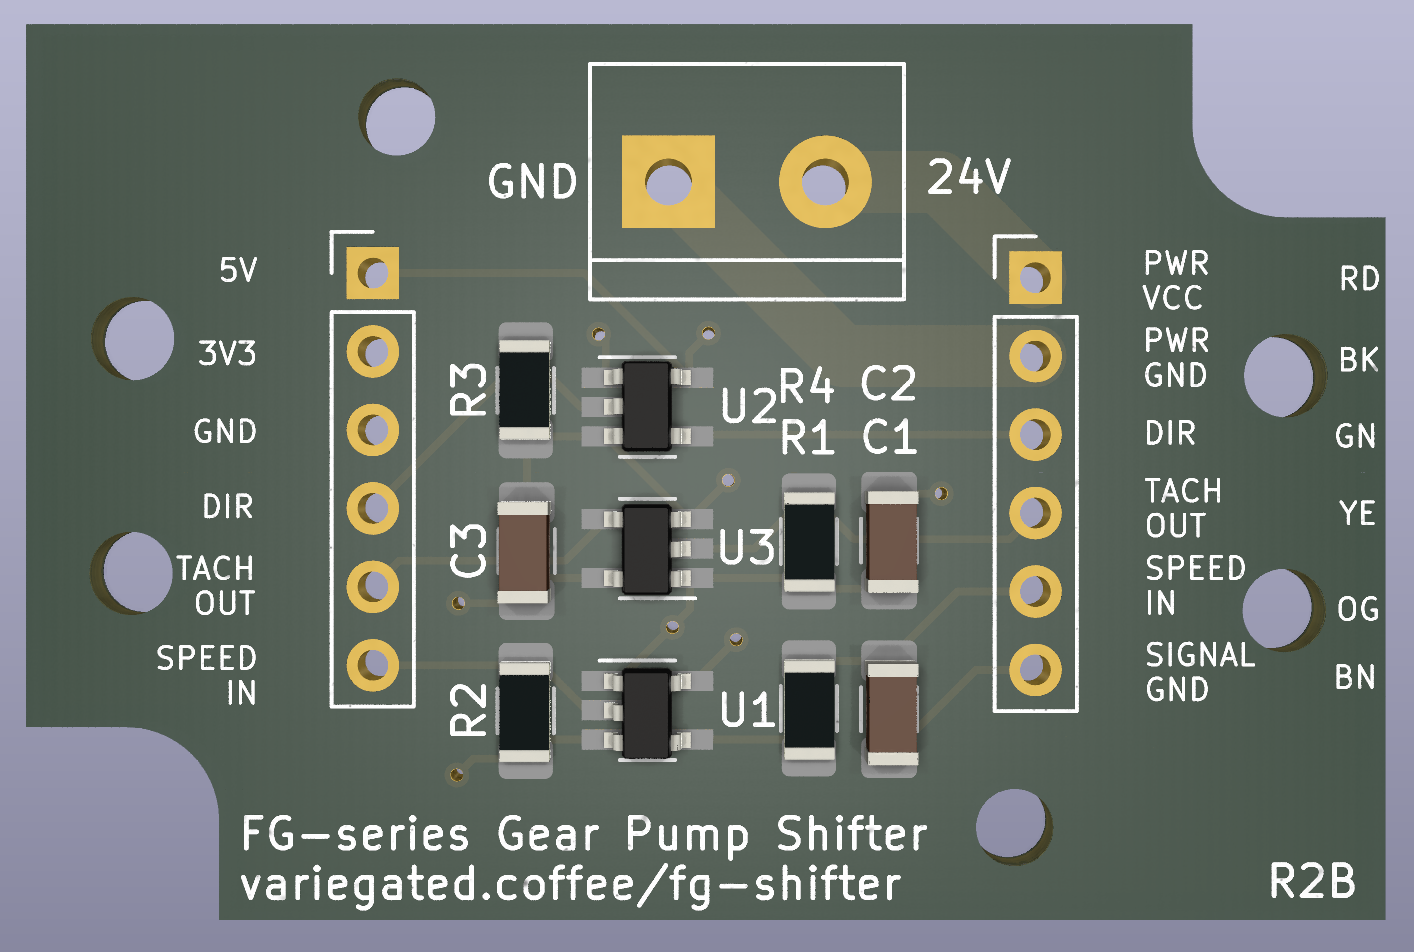 GND
24V
5V
3V3
GND
DIR
TACH
OUT
SPEED
IN
R3
C3
R2
U2
U3
U1
R4 C2
R1 C1
PWR
VCC
PWR
GND
DIR
TACH
OUT
SPEED
IN
SIGNAL
GND
RD
BK
GN
YE
OG
BN
FG-series Gear Pump Shifter
variegated.coffee/fg-shifter
R2B